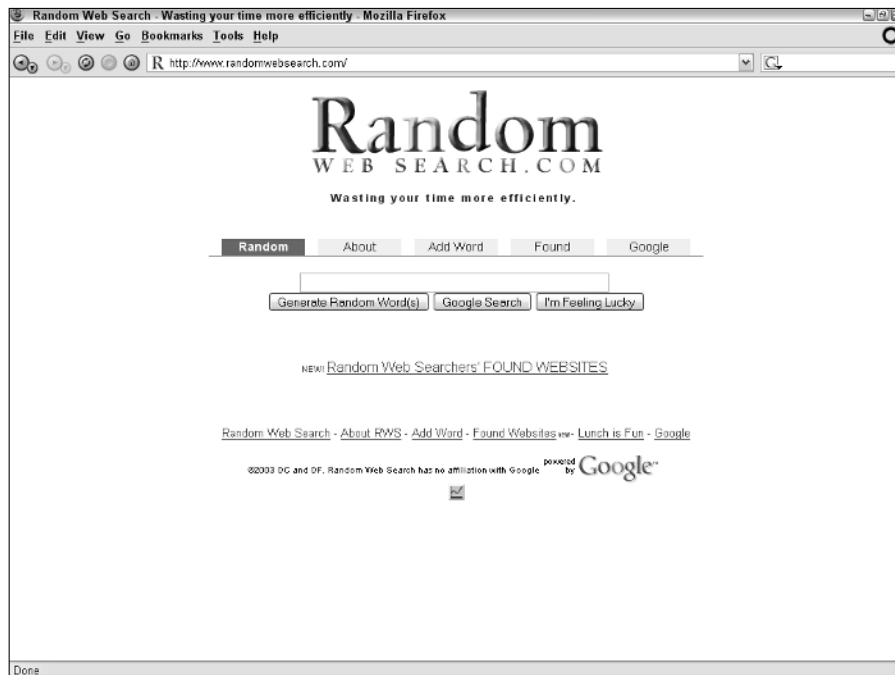 Random Web Search - Wasting your time more efficiently - Mozilla Firefox
File Edit View Go Bookmarks Tools Help
R http://www.randomwebsearch.com/ G
Random
WEB SEARCH.COM
Wasting your time more efficiently.
Random About Add Word Found Google
Generate Random Word(s) Google Search I'm Feeling Lucky
NEW! Random Web Searchers' FOUND WEBSITES
Random Web Search - About RWS - Add Word - Found Websites NEW - Lunch is Fun - Google
©2003 DC and DF, Random Web Search has no affiliation with Google powered by Google™
Done